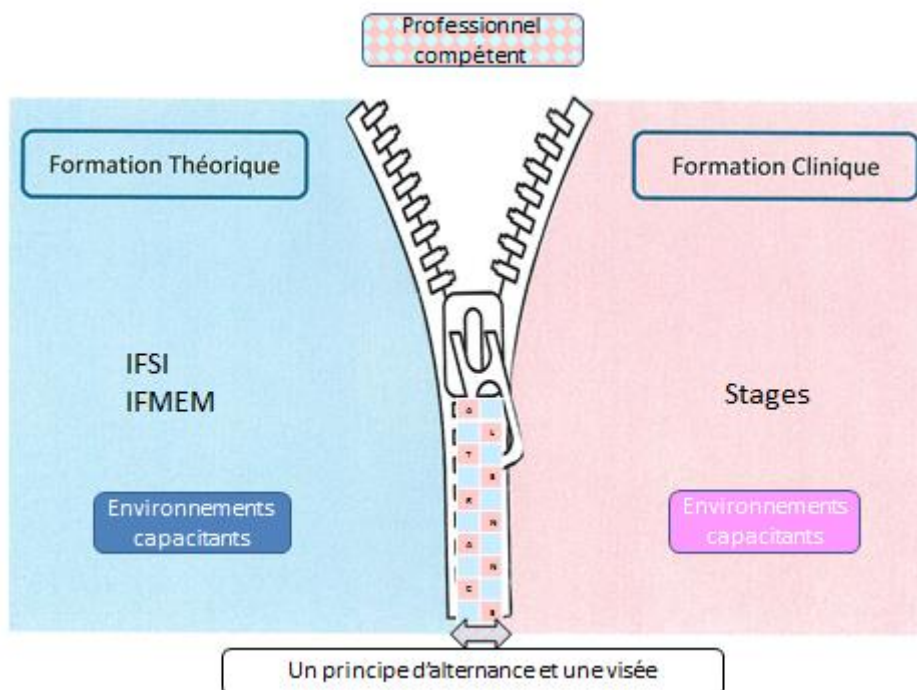 Professionnel
compétent
Formation Théorique
Formation Clinique
IFSI
IFMEM
Stages
Environnements
capacitants
Environnements
capacitants
A
L
T
E
R
N
A
N
C
E
Un principe d'alternance et une visée